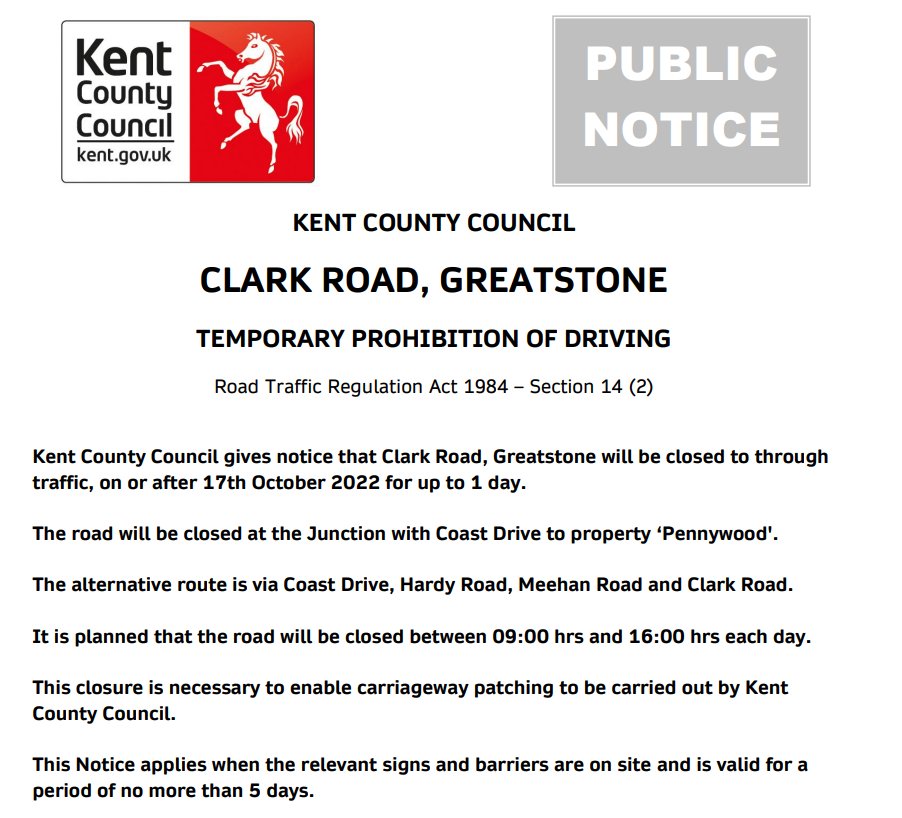 Kent
County
Council
kent.gov.uk
PUBLIC
NOTICE
KENT COUNTY COUNCIL
CLARK ROAD, GREATSTONE
TEMPORARY PROHIBITION OF DRIVING
Road Traffic Regulation Act 1984 – Section 14 (2)
Kent County Council gives notice that Clark Road, Greatstone will be closed to through
traffic, on or after 17th October 2022 for up to 1 day.
The road will be closed at the Junction with Coast Drive to property ‘Pennywood'.
The alternative route is via Coast Drive, Hardy Road, Meehan Road and Clark Road.
It is planned that the road will be closed between 09:00 hrs and 16:00 hrs each day.
This closure is necessary to enable carriageway patching to be carried out by Kent
County Council.
This Notice applies when the relevant signs and barriers are on site and is valid for a
period of no more than 5 days.